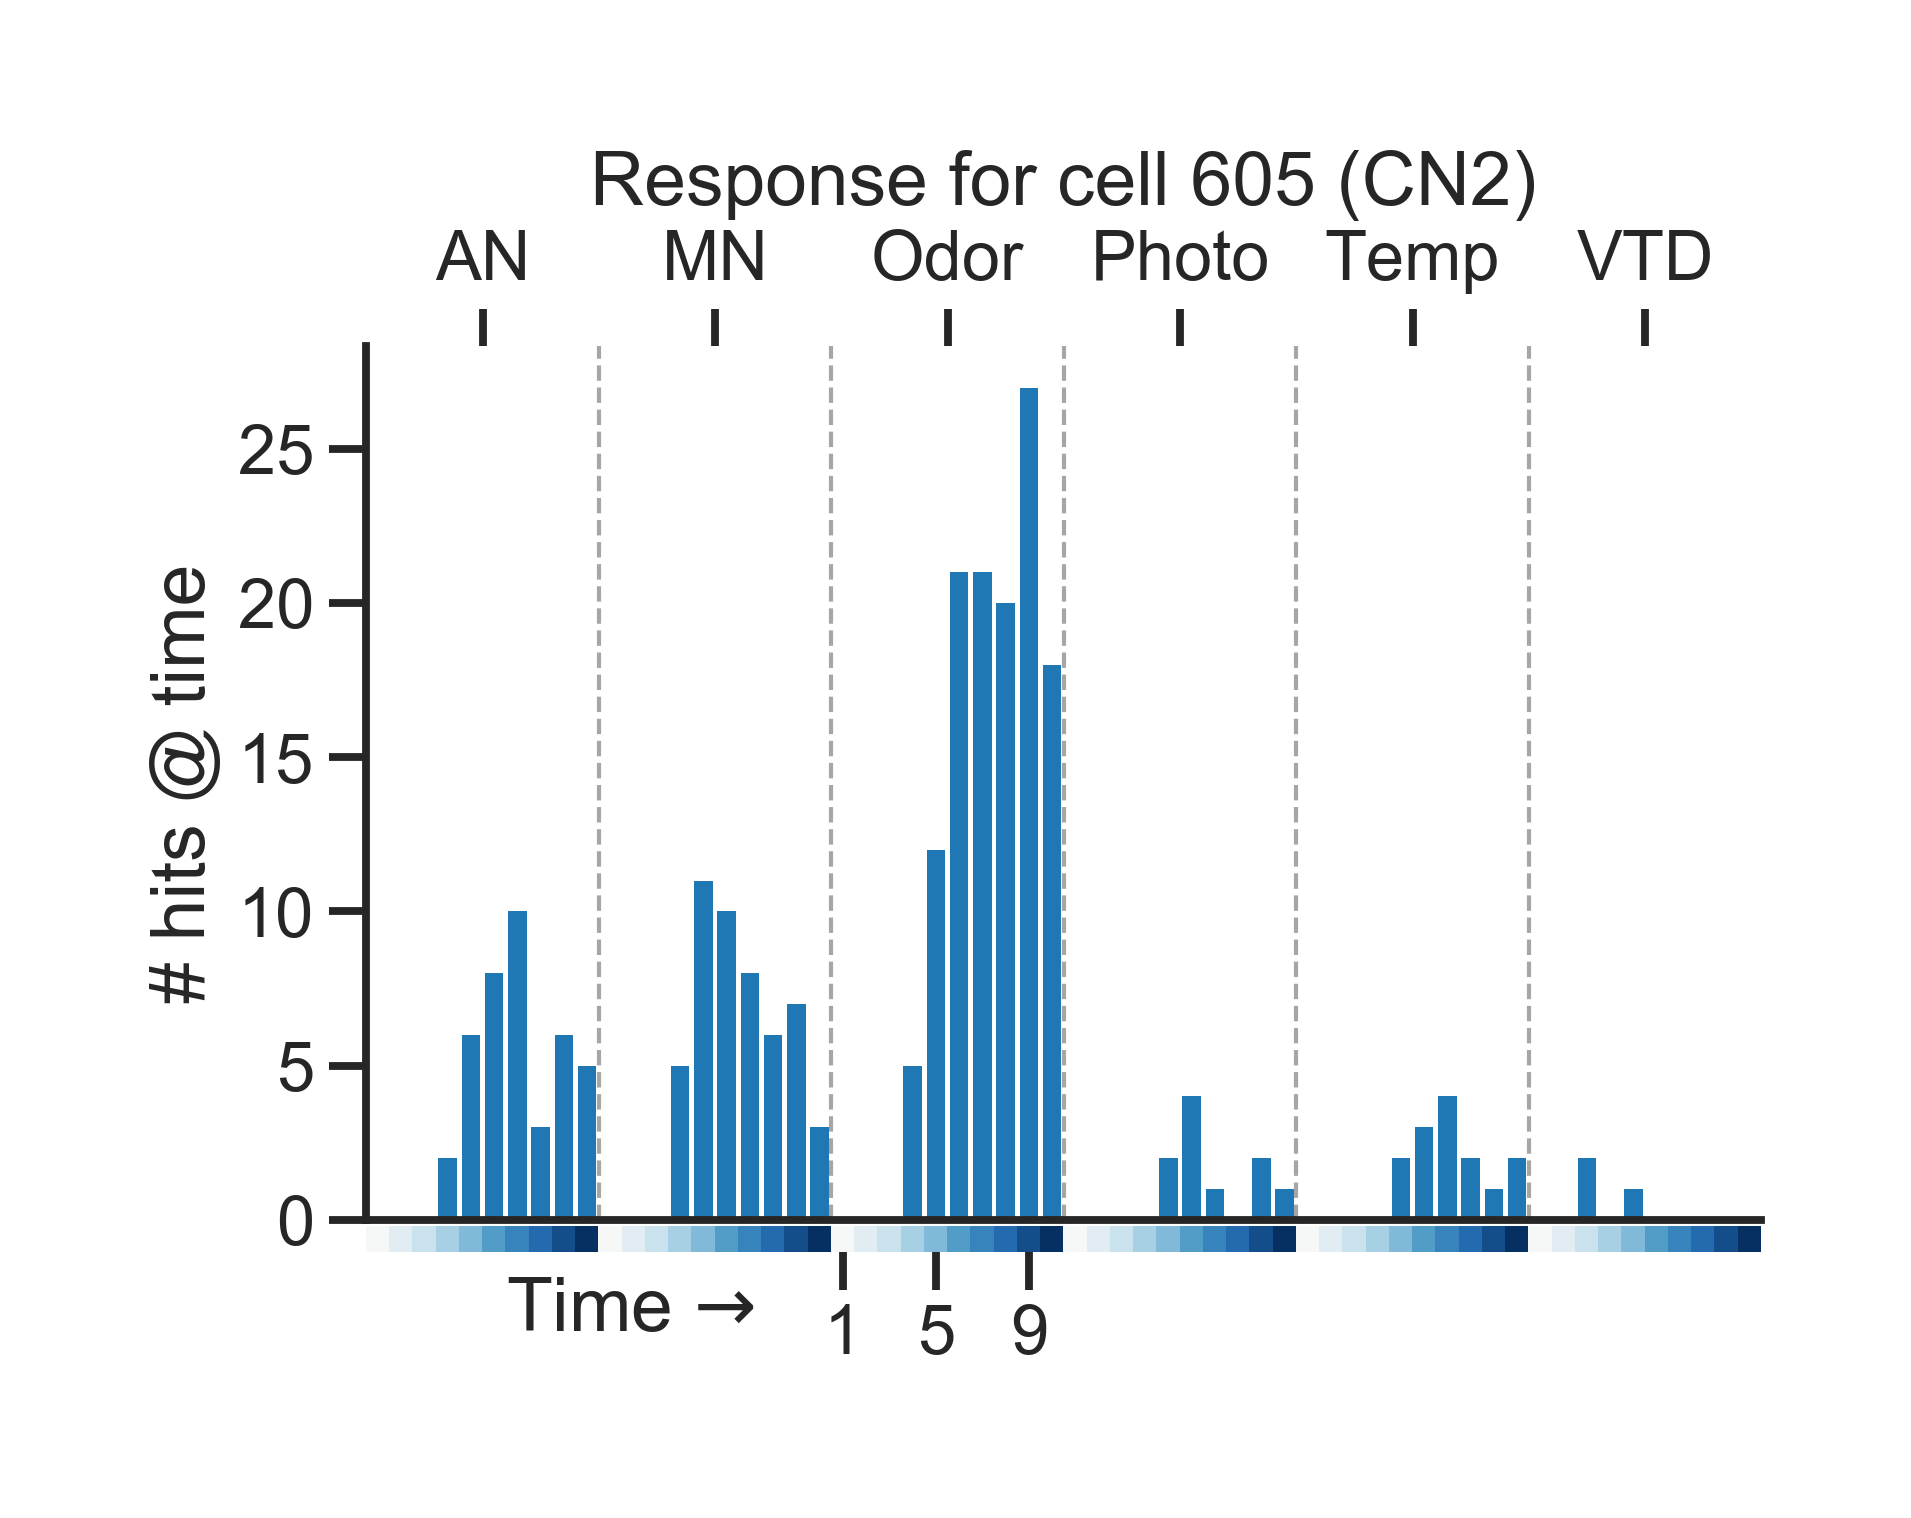 Response for cell 605 (CN2)
AN MN Odor Photo Temp VTD
# hits @ time
25
20
15
10
5
0
Time →
1 5 9